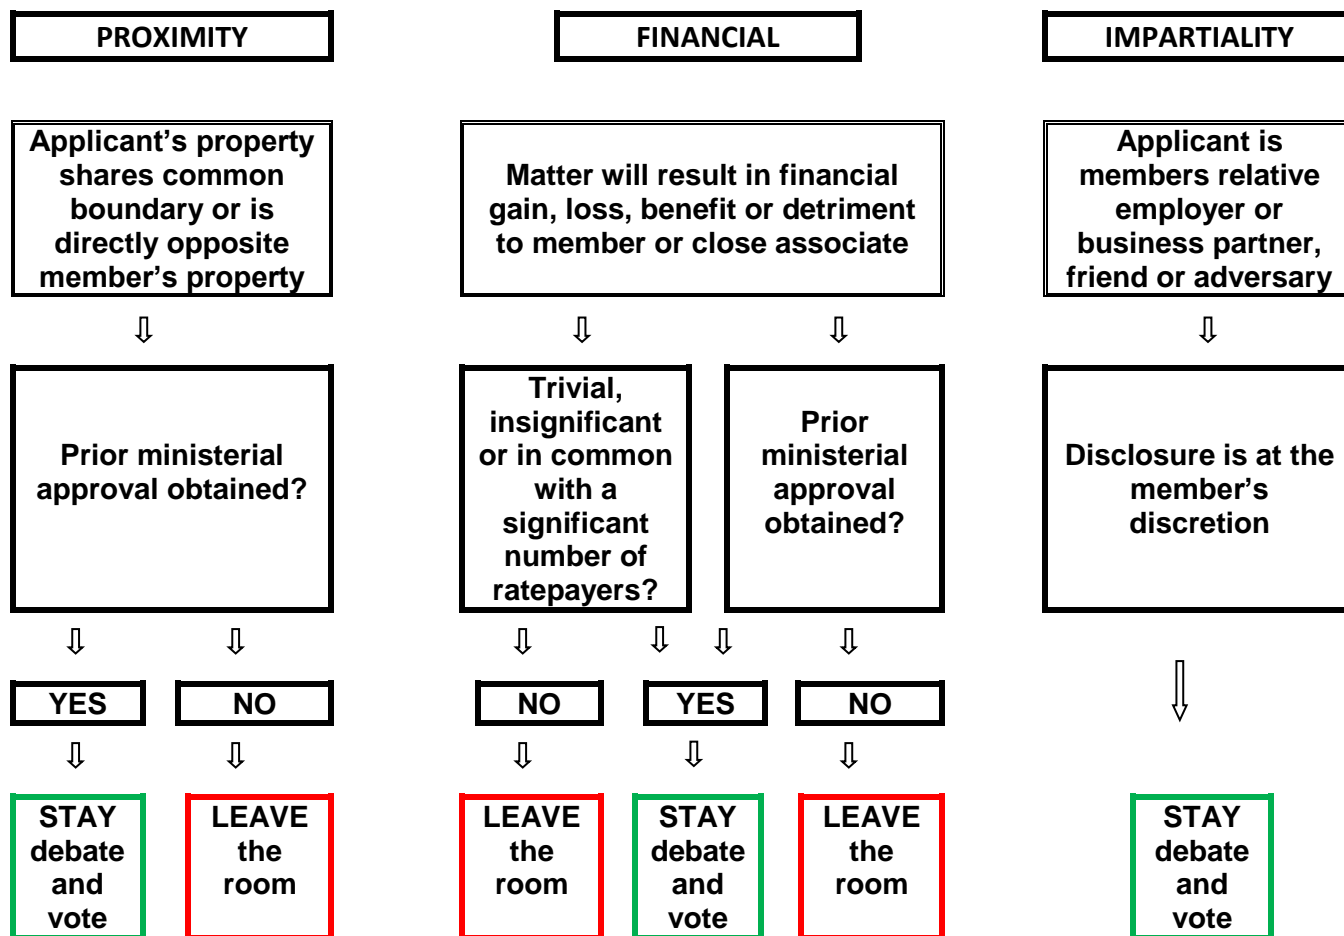 PROXIMITY
FINANCIAL
IMPARTIALITY
Applicant’s property
shares common
boundary or is
directly opposite
member’s property
Matter will result in financial
gain, loss, benefit or detriment
to member or close associate
Applicant is
members relative
employer or
business partner,
friend or adversary
Prior ministerial
approval obtained?
Trivial,
insignificant
or in common
with a
significant
number of
ratepayers?
Prior
ministerial
approval
obtained?
Disclosure is at the
member’s
discretion
YES
NO
NO
YES
NO
STAY
debate
and
vote
LEAVE
the
room
LEAVE
the
room
STAY
debate
and
vote
LEAVE
the
room
STAY
debate
and
vote